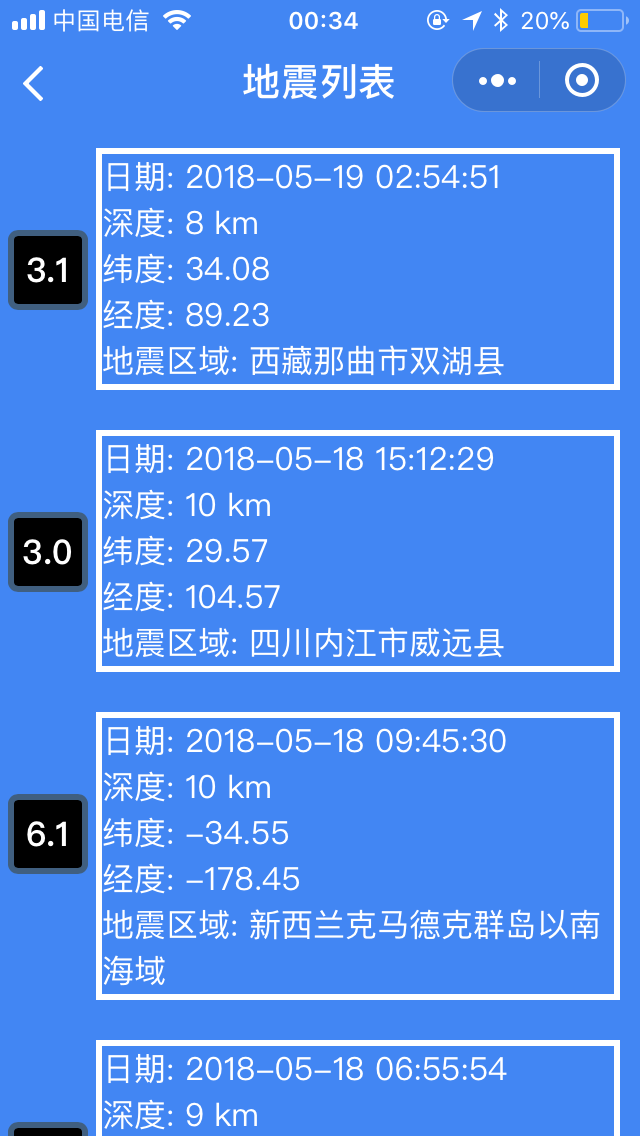 中国电信 00:34 20%
地震列表
日期: 2018-05-19 02:54:51
深度: 8 km
3.1
纬度: 34.08
经度: 89.23
地震区域: 西藏那曲市双湖县
日期: 2018-05-18 15:12:29
深度: 10 km
3.0
纬度: 29.57
经度: 104.57
地震区域: 四川内江市威远县
日期: 2018-05-18 09:45:30
深度: 10 km
6.1
纬度: -34.55
经度: -178.45
地震区域: 新西兰克马德克群岛以南
海域
日期: 2018-05-18 06:55:54
深度: 9 km